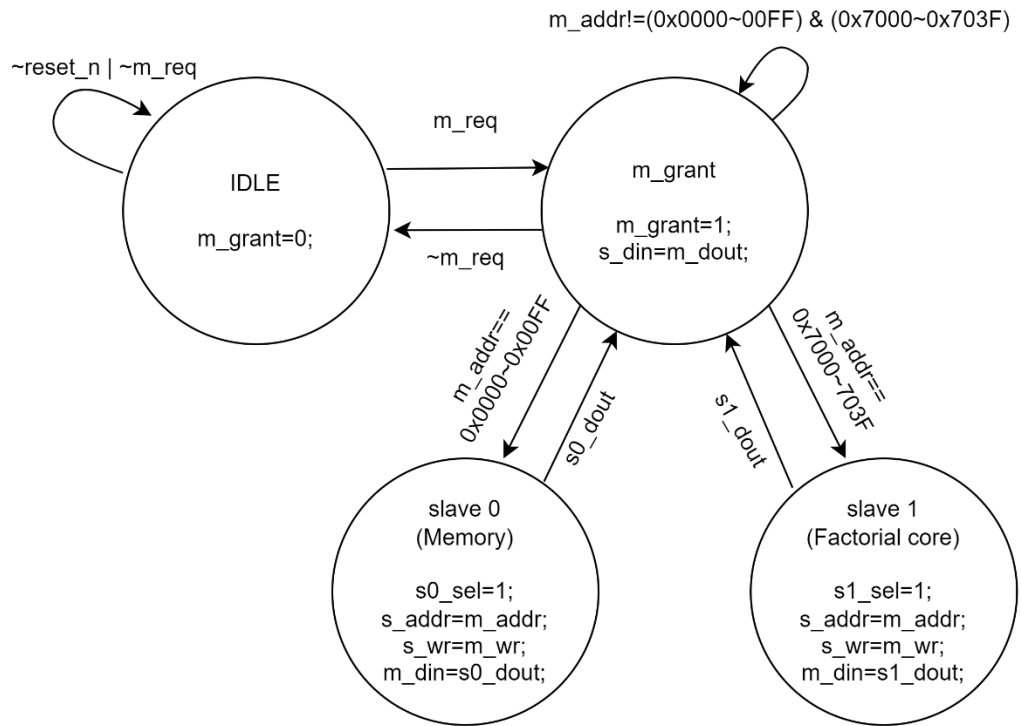 m_addr!=(0x0000~00FF) & (0x7000~0x703F)
~reset_n | ~m_req
m_req
IDLE
m_grant=0;
m_grant
m_grant=1;
s_din=m_dout;
~m_req
m_addr==
0x0000~0x00FF
s0_dout
s1_dout
m_addr==
0x7000~703F
slave 0
(Memory)
s0_sel=1;
s_addr=m_addr;
s_wr=m_wr;
m_din=s0_dout;
slave 1
(Factorial core)
s1_sel=1;
s_addr=m_addr;
s_wr=m_wr;
m_din=s1_dout;